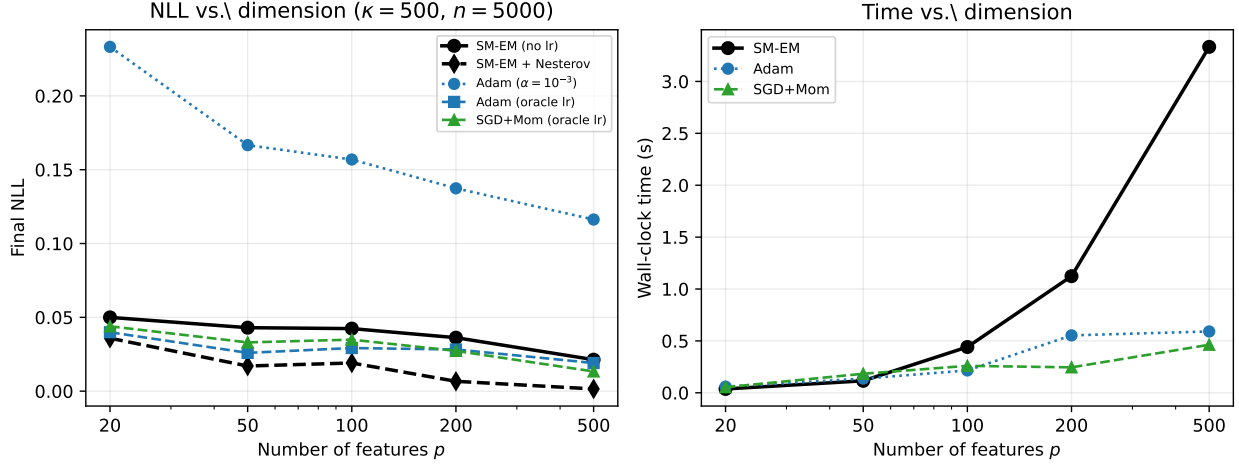 NLL vs.\ dimension (κ = 500, n = 5000)
SM-EM (no lr)
SM-EM + Nesterov
Adam (α = 10⁻³)
Adam (oracle lr)
SGD+Mom (oracle lr)
Final NLL
0.20
0.15
0.10
0.05
0.00
20
50
100
200
500
Number of features p
Time vs.\ dimension
SM-EM
Adam
SGD+Mom
Wall-clock time (s)
3.0
2.5
2.0
1.5
1.0
0.5
0.0
20
50
100
200
500
Number of features p